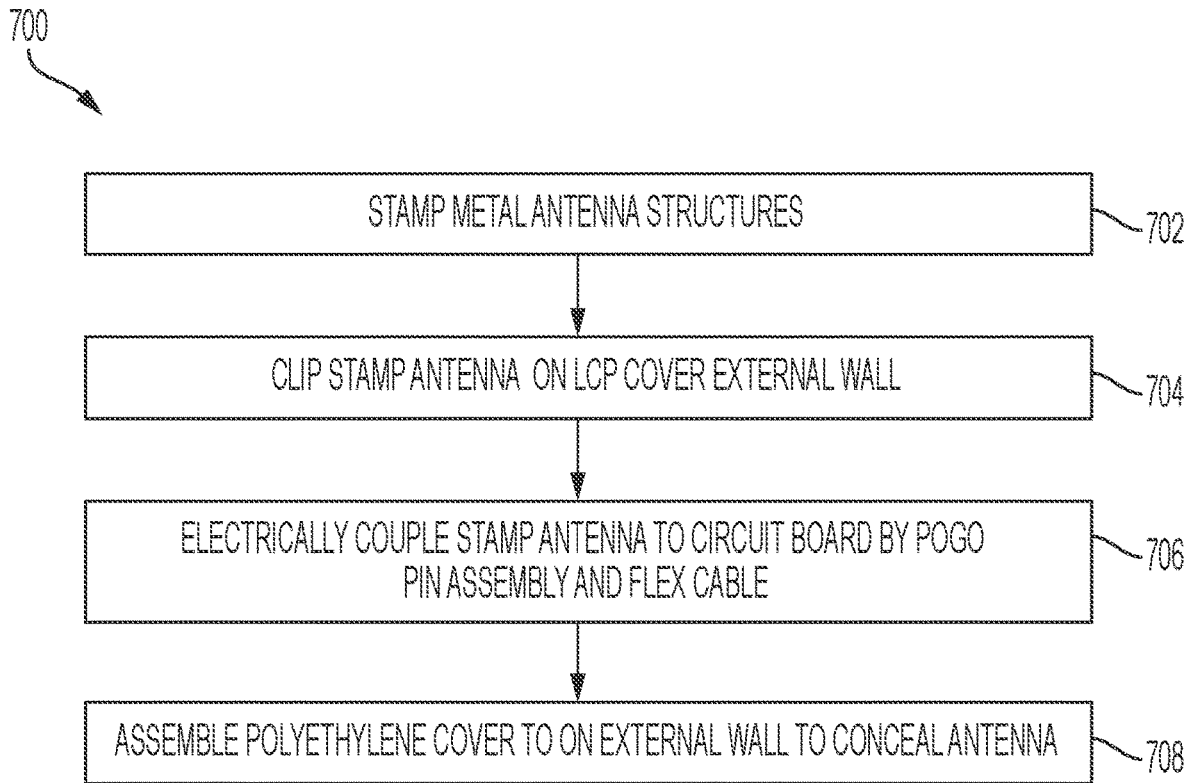 700
STAMP METAL ANTENNA STRUCTURES
702
CLIP STAMP ANTENNA ON LCP COVER EXTERNAL WALL
704
ELECTRICALLY COUPLE STAMP ANTENNA TO CIRCUIT BOARD BY POGO
PIN ASSEMBLY AND FLEX CABLE
706
ASSEMBLE POLYETHYLENE COVER TO ON EXTERNAL WALL TO CONCEAL ANTENNA
708